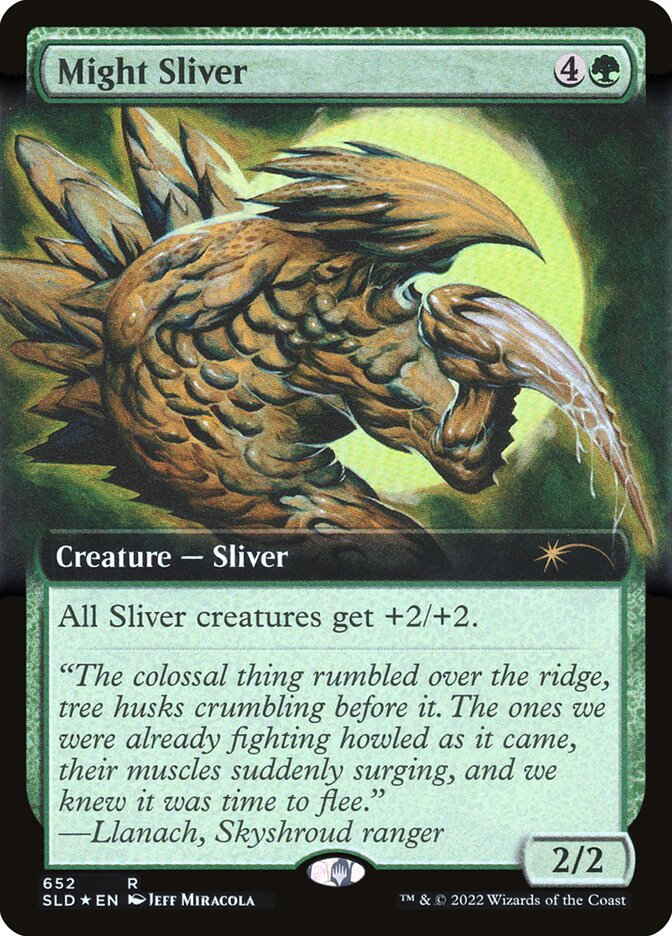 Might Sliver 4
Creature — Sliver
All Sliver creatures get +2/+2.
“The colossal thing rumbled over the ridge,
tree husks crumbling before it. The ones we
were already fighting howled as it came,
their muscles suddenly surging, and we
knew it was time to flee.”
—Llanach, Skyshroud ranger
2/2
652 R
SLD ★ EN Jeff Miracola
™ & © 2022 Wizards of the Coast